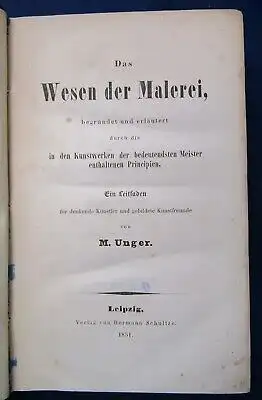 Das
Wesen der Malerei,
begründet und erläutert
durch die
in den Kunstwerken der bedeutendsten Meister
enthaltenen Principien.
Ein Leitfaden
für denkende Künstler und gebildete Kunstfreunde
von
M. Unger.
Leipzig,
Verlag von Hermann Schultze.
1851.